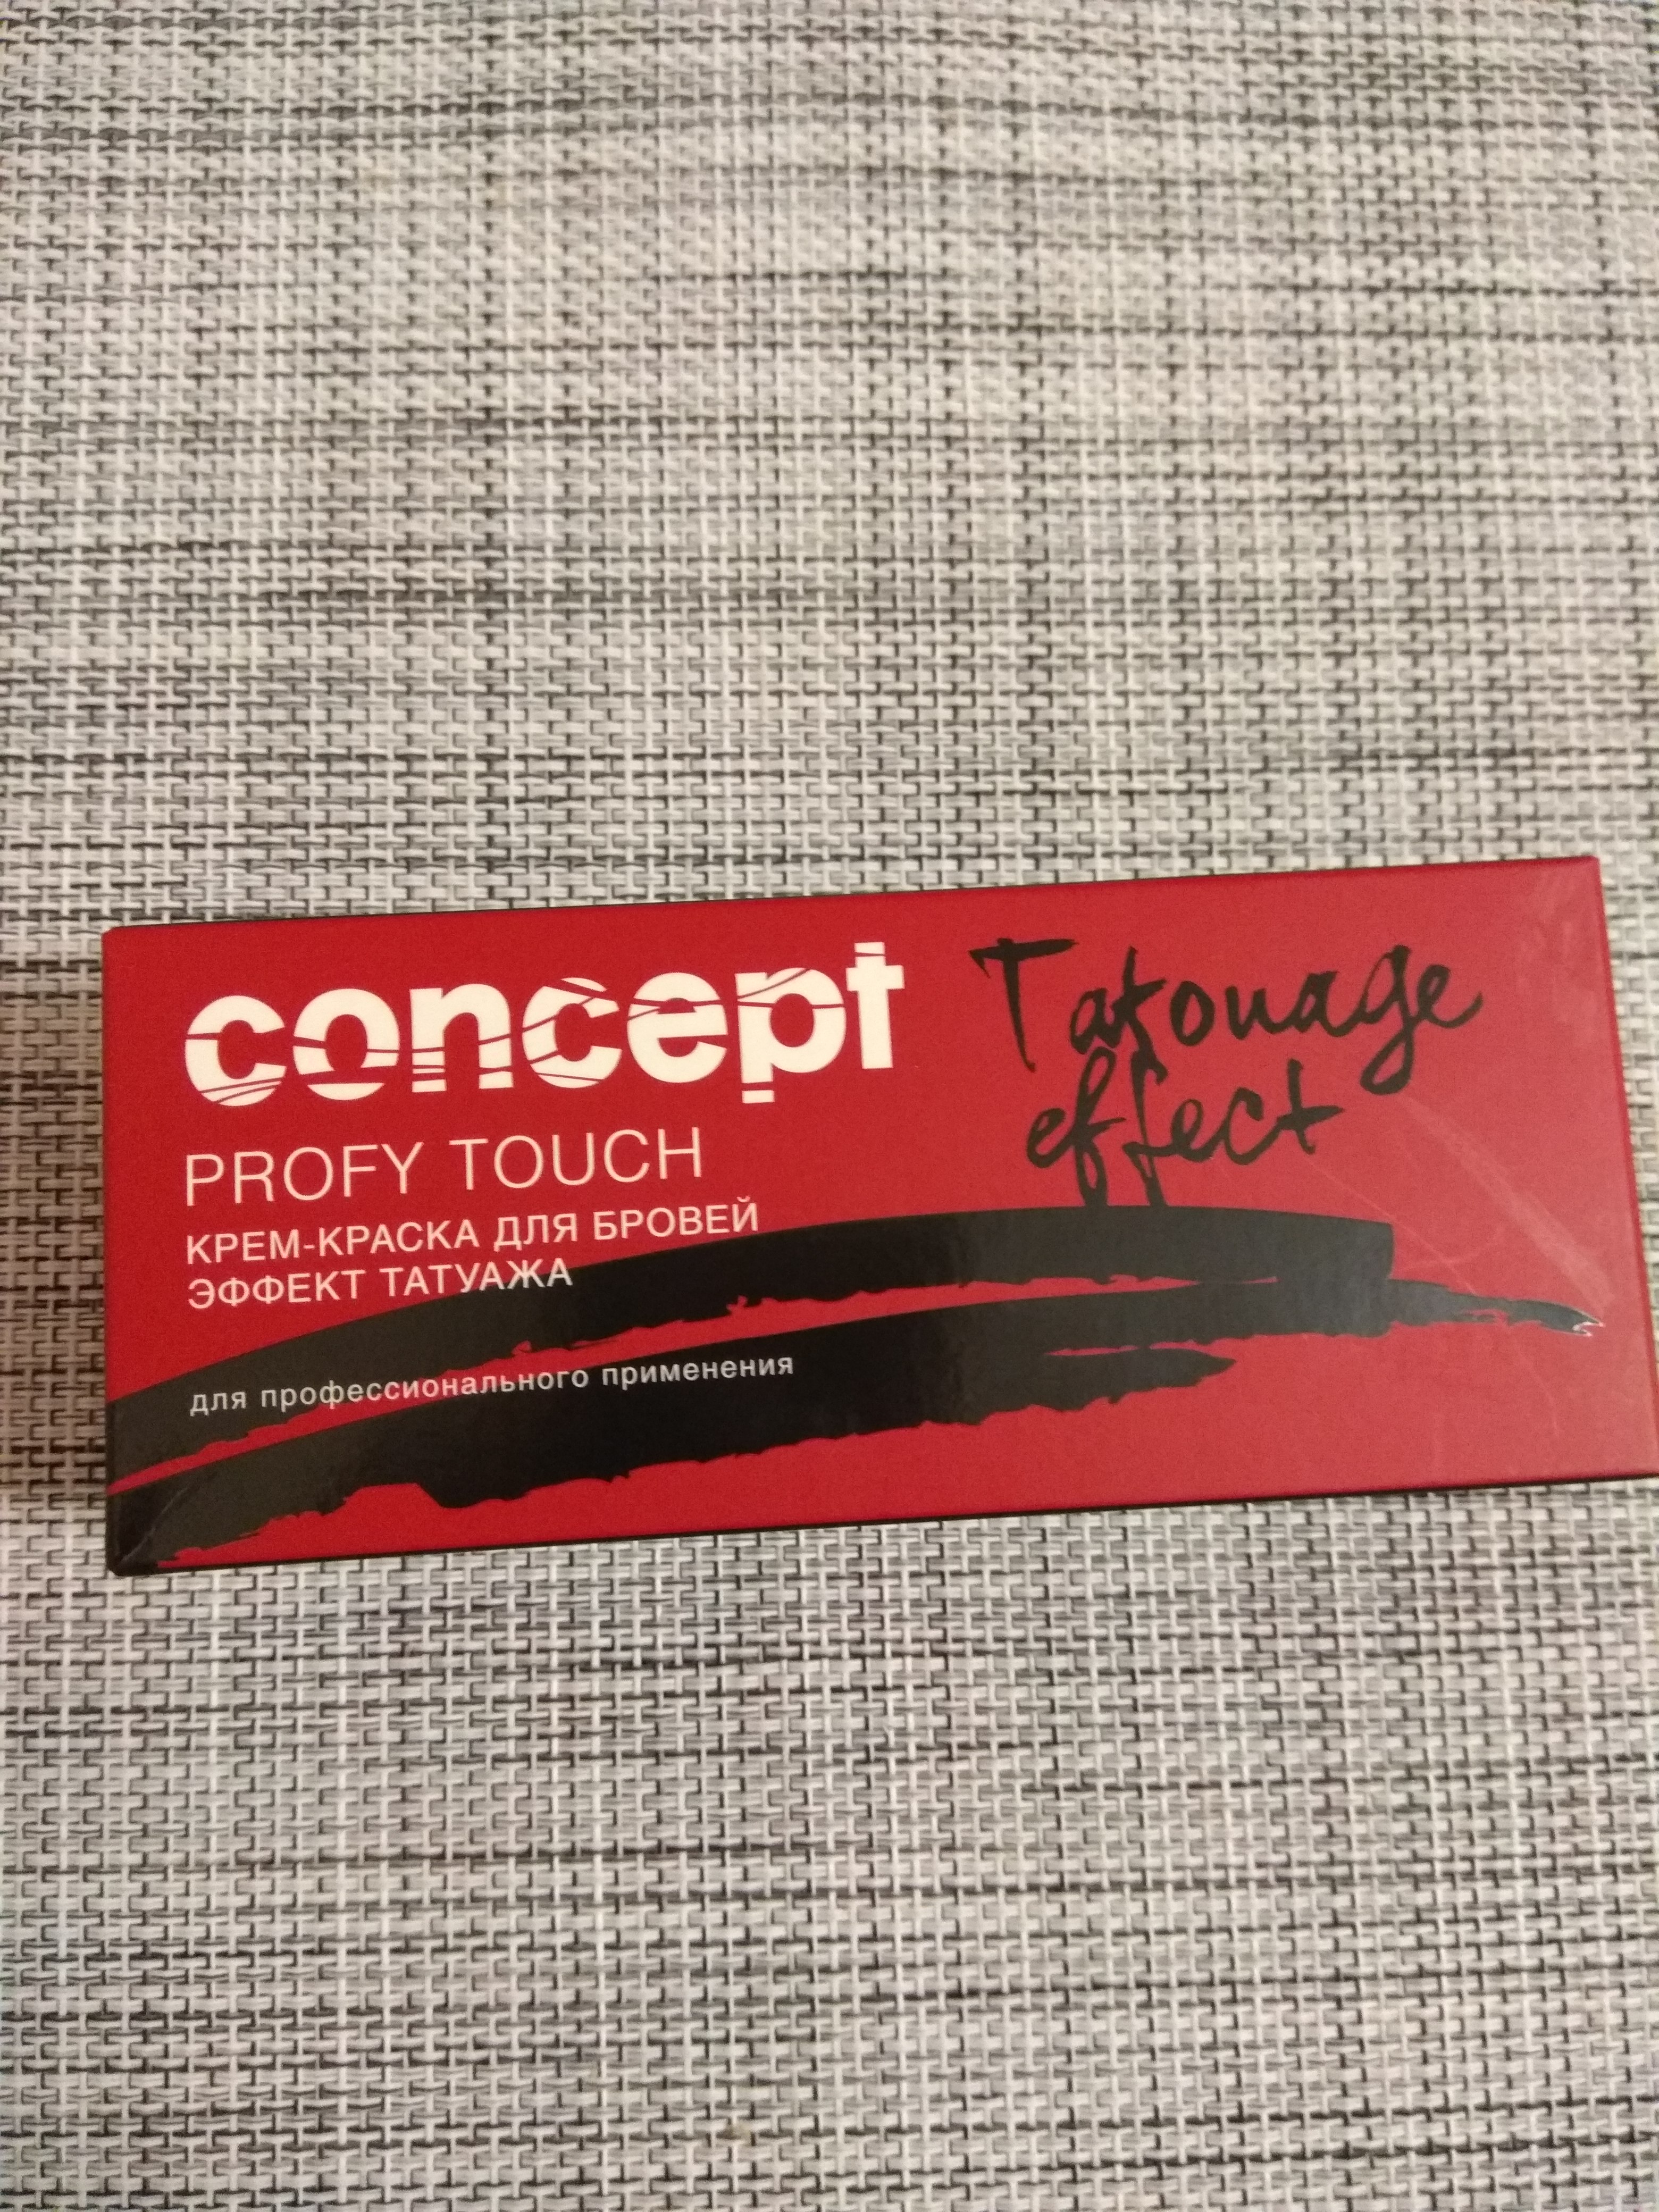 concept
PROFY TOUCH
КРЕМ-КРАСКА ДЛЯ БРОВЕЙ
ЭФФЕКТ ТАТУАЖА
для профессионального применения
Tatouage
effect